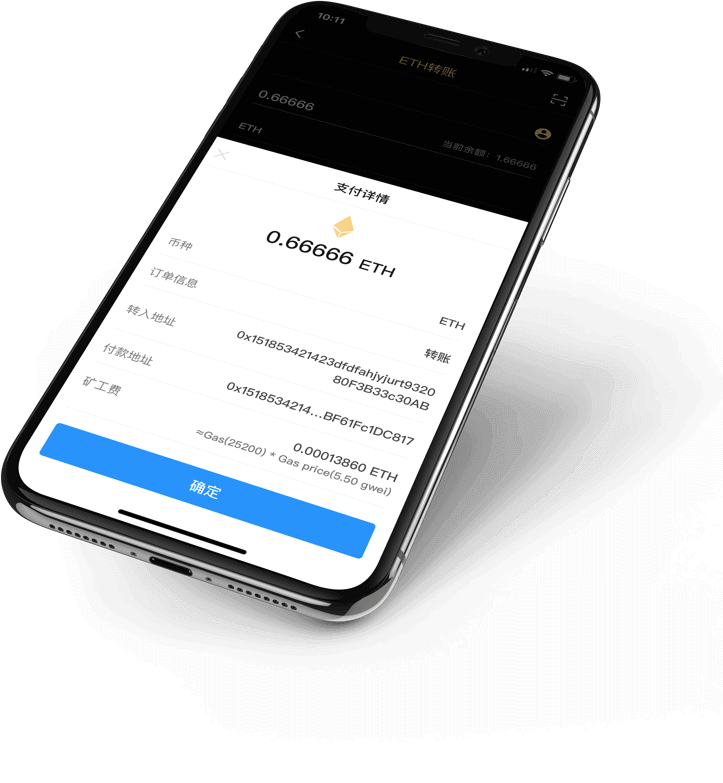 10:11
ETH转账
0.66666
ETH
当前余额：1.66666
支付详情
0.66666 ETH
币种
ETH
订单信息
转账
转入地址
0x151853421423dfdfahjyjurt9320
80F3B33c30AB
付款地址
0x1518534214...BF61Fc1DC817
矿工费
0.00013860 ETH
≈Gas(25200) * Gas price(5.50 gwei)
确定